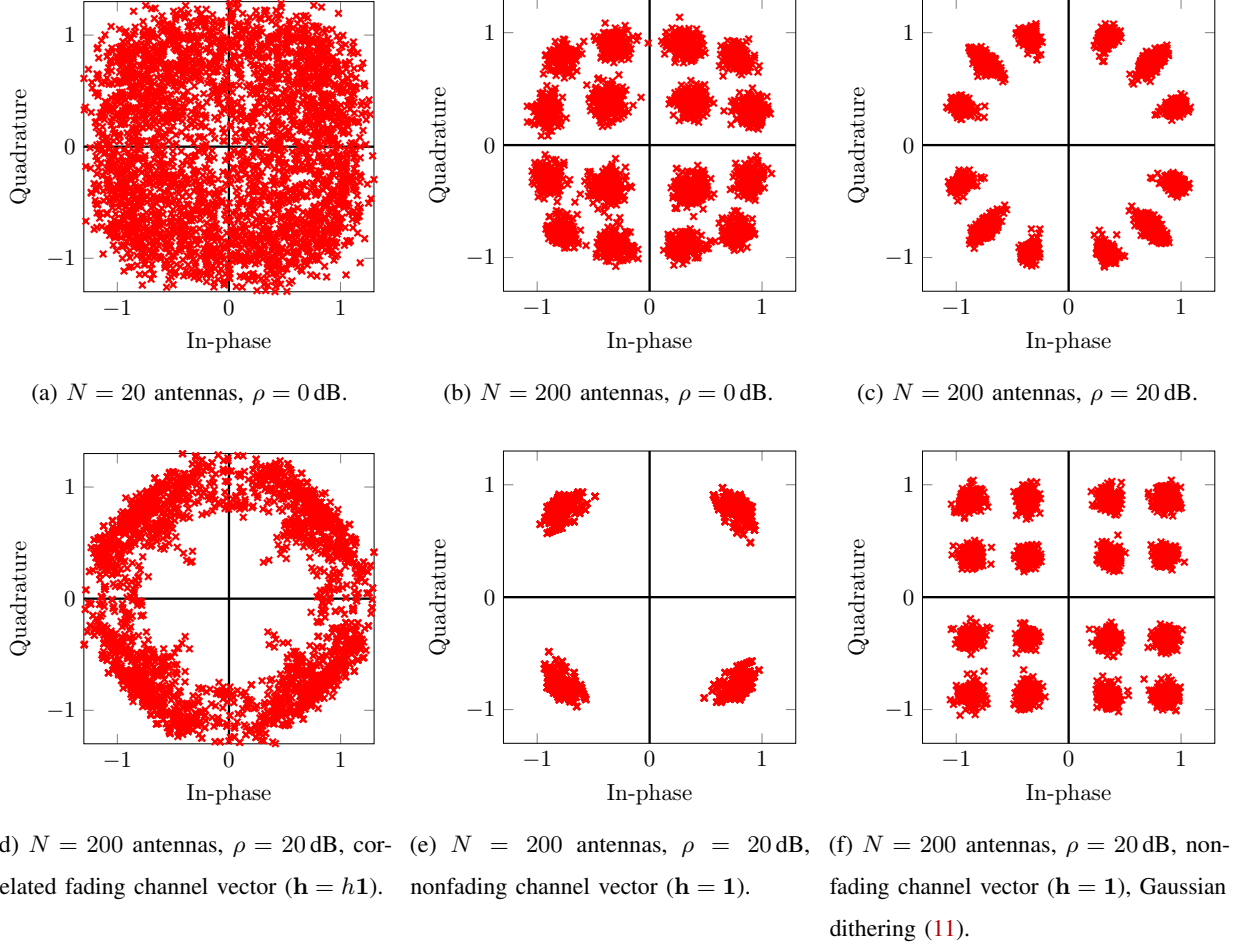 1
0
−1
Quadrature
−1 0 1
In-phase
(a) N = 20 antennas, ρ = 0 dB.
1
0
−1
Quadrature
−1 0 1
In-phase
(b) N = 200 antennas, ρ = 0 dB.
1
0
−1
Quadrature
−1 0 1
In-phase
(c) N = 200 antennas, ρ = 20 dB.
1
0
−1
Quadrature
−1 0 1
In-phase
d) N = 200 antennas, ρ = 20 dB, cor-
elated fading channel vector (h = h1).
1
0
−1
Quadrature
−1 0 1
In-phase
(e) N = 200 antennas, ρ = 20 dB,
nonfading channel vector (h = 1).
1
0
−1
Quadrature
−1 0 1
In-phase
(f) N = 200 antennas, ρ = 20 dB, non-
fading channel vector (h = 1), Gaussian
dithering (11).